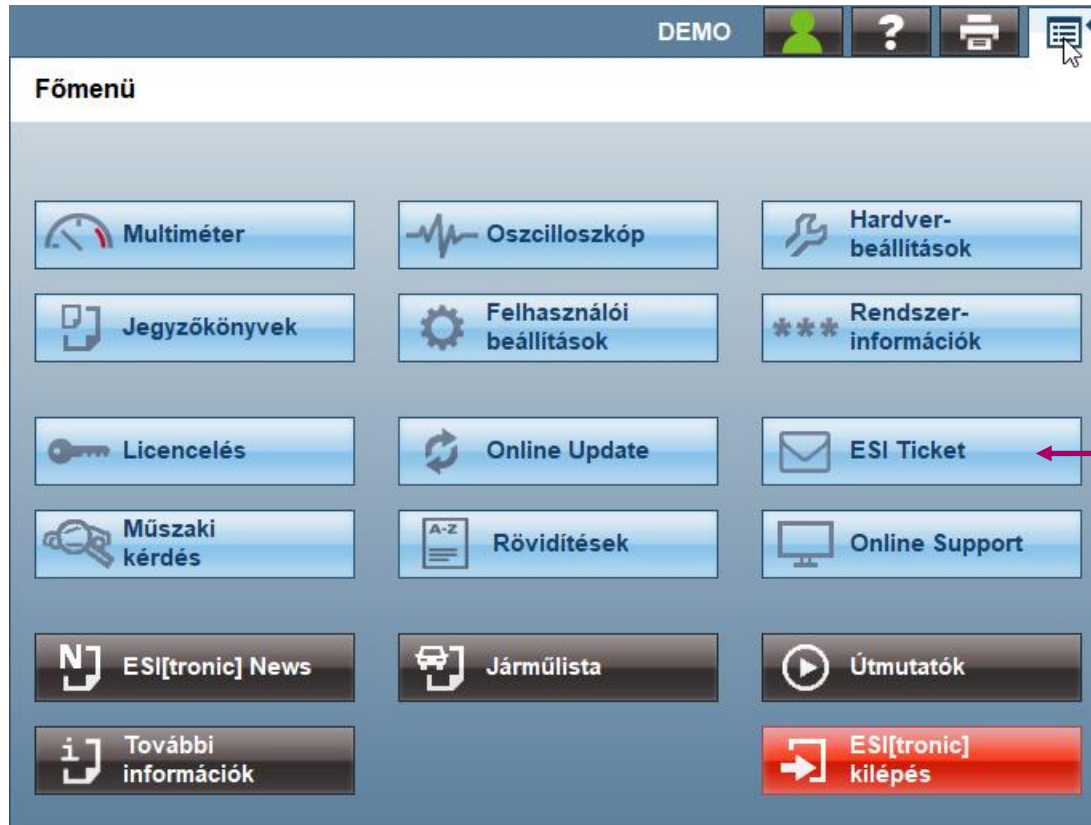 DEMO
?
Főmenü
Multiméter
Oszcilloszkóp
Hardver-
beállítások
Jegyzőkönyvek
Felhasználói
beállítások
***
Rendszer-
információk
Licencelés
Online Update
ESI Ticket
Műszaki
kérdés
A-Z
Rövidítések
Online Support
N
ESI[tronic] News
Járműlista
Útmutatók
i
További
információk
ESI[tronic]
kilépés